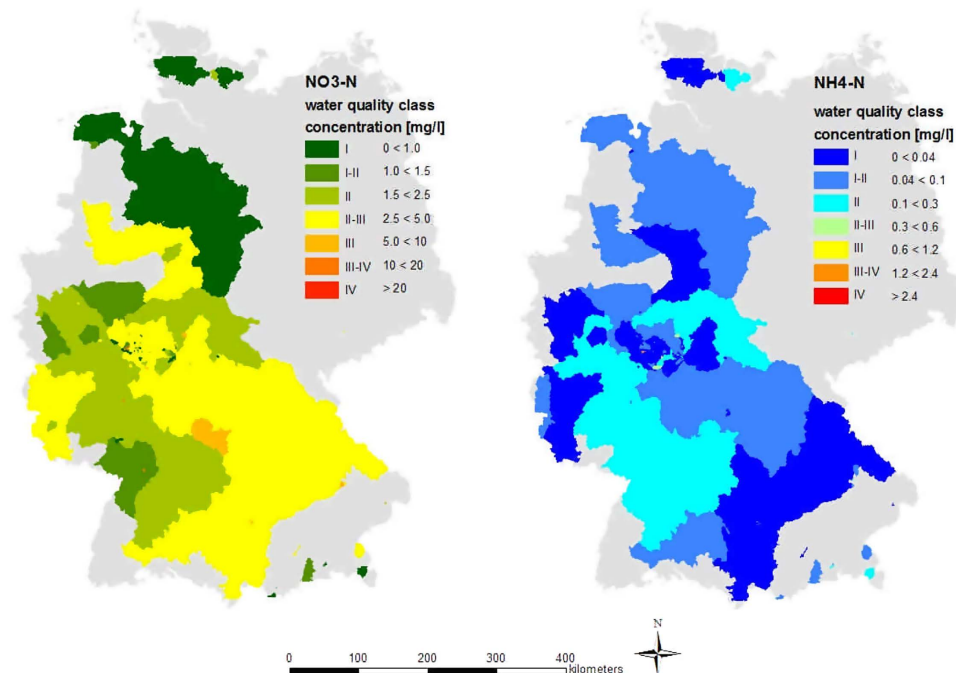 NO3-N
water quality class
concentration [mg/l]
I 0 < 1.0
I-II 1.0 < 1.5
II 1.5 < 2.5
II-III 2.5 < 5.0
III 5.0 < 10
III-IV 10 < 20
IV > 20
NH4-N
water quality class
concentration [mg/l]
I 0 < 0.04
I-II 0.04 < 0.1
II 0.1 < 0.3
II-III 0.3 < 0.6
III 0.6 < 1.2
III-IV 1.2 < 2.4
IV > 2.4
N
0 100 200 300 400
kilometers